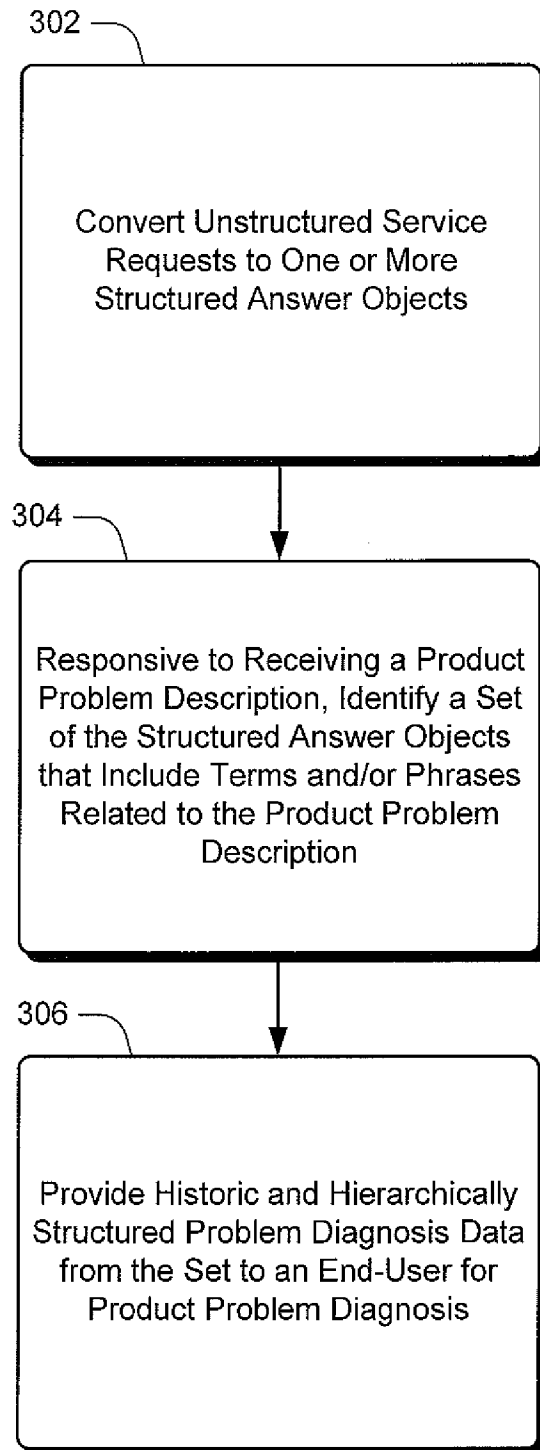 302
Convert Unstructured Service
Requests to One or More
Structured Answer Objects
304
Responsive to Receiving a Product
Problem Description, Identify a Set
of the Structured Answer Objects
that Include Terms and/or Phrases
Related to the Product Problem
Description
306
Provide Historic and Hierarchically
Structured Problem Diagnosis Data
from the Set to an End-User for
Product Problem Diagnosis